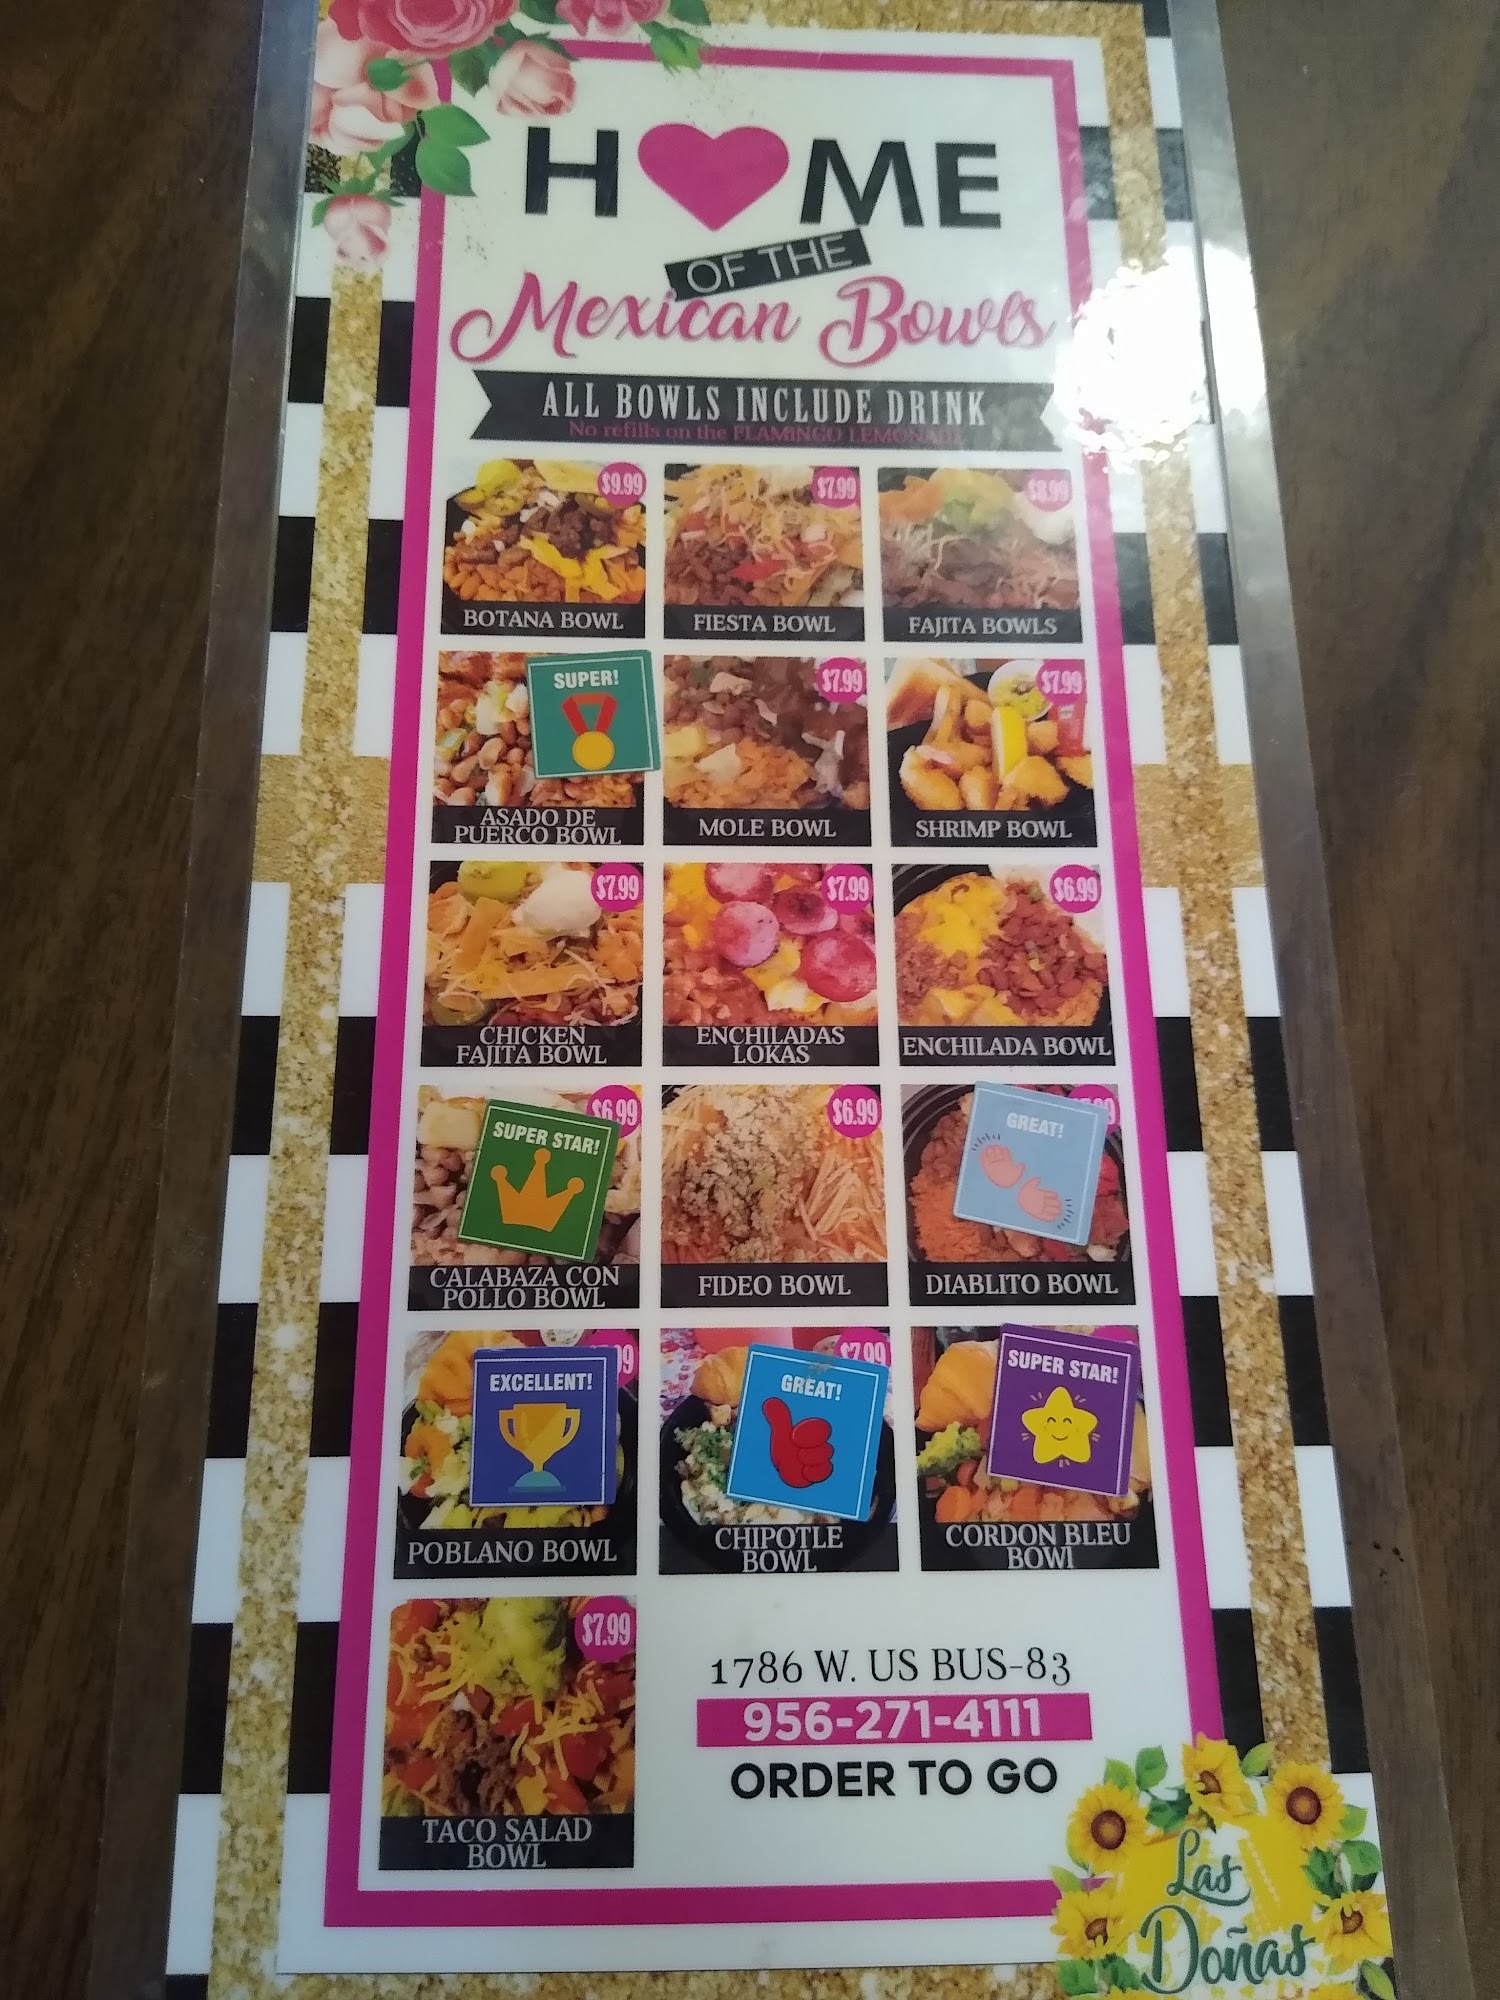 HOME
OF THE
Mexican Bowls
ALL BOWLS INCLUDE DRINK
No refills on the FLAMINGO LEMONADE
$9.99 $7.99 $8.99
BOTANA BOWL FIESTA BOWL FAJITA BOWLS
SUPER! $7.99 $7.99
ASADO DE
PUERCO BOWL MOLE BOWL SHRIMP BOWL
$7.99 $7.99 $6.99
CHICKEN
FAJITA BOWL ENCHILADAS
LOKAS ENCHILADA BOWL
$6.99 $6.99
SUPER STAR! GREAT!
CALABAZA CON
POLLO BOWL FIDEO BOWL DIABLITO BOWL
$7.99
EXCELLENT! GREAT! SUPER STAR!
POBLANO BOWL CHIPOTLE
BOWL CORDON BLEU
BOWl
$7.99
TACO SALAD
BOWL
1786 W. US BUS-83
956-271-4111
ORDER TO GO
Las
Doñas